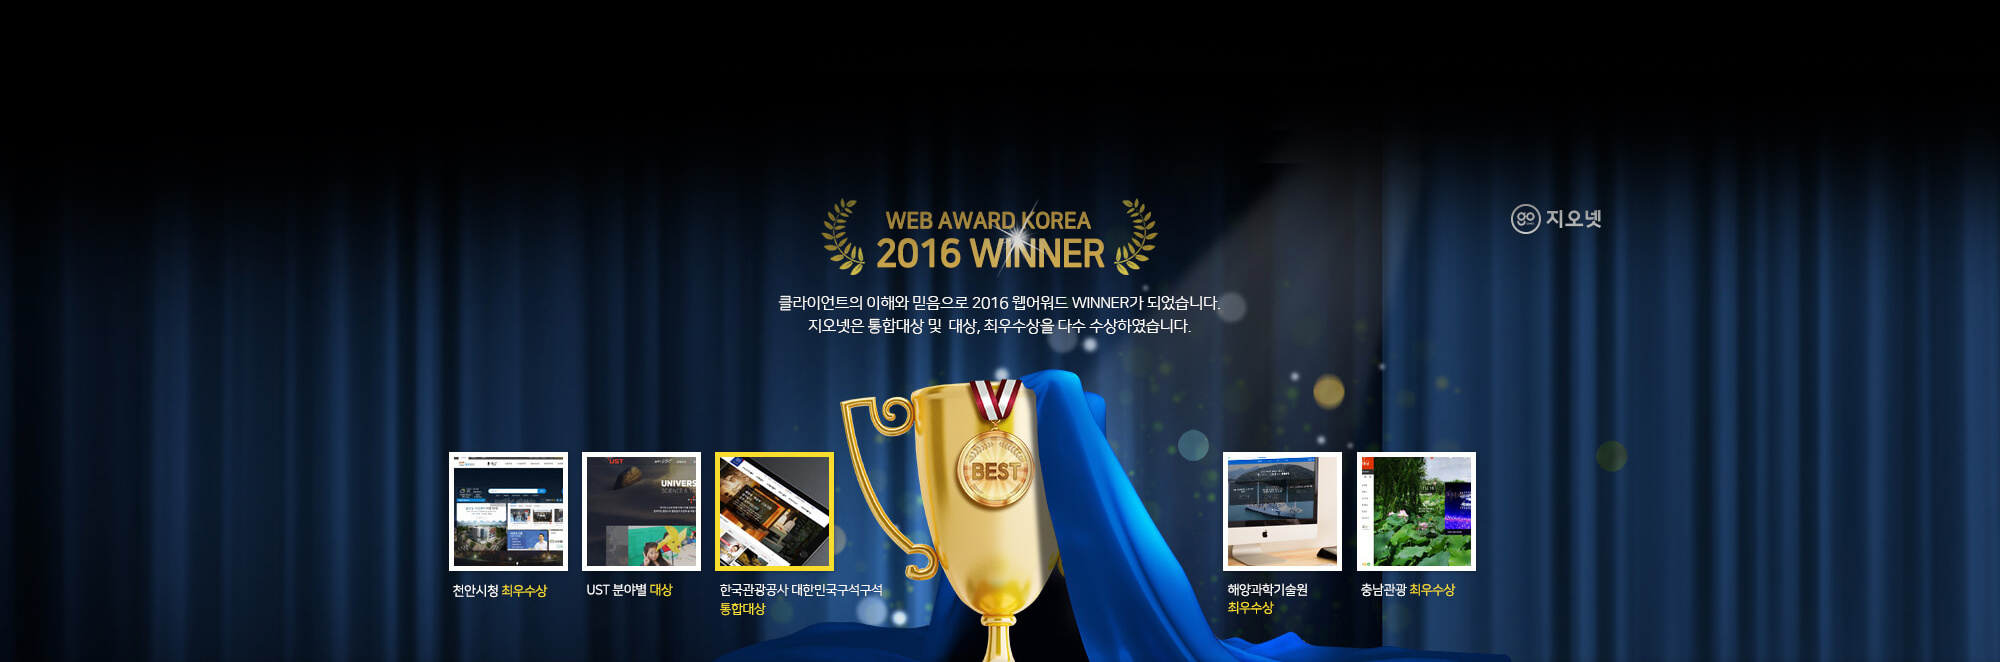 WEB AWARD KOREA
2016 WINNER
go 지오넷
클라이언트의 이해와 믿음으로 2016 웹어워드 WINNER가 되었습니다.
지오넷은 통합대상 및 대상, 최우수상을 다수 수상하였습니다.
BEST
UST
UNIVERS
천안시청 최우수상
UST 분야별 대상
한국관광공사 대한민국구석구석
통합대상
해양과학기술원
최우수상
충남관광 최우수상